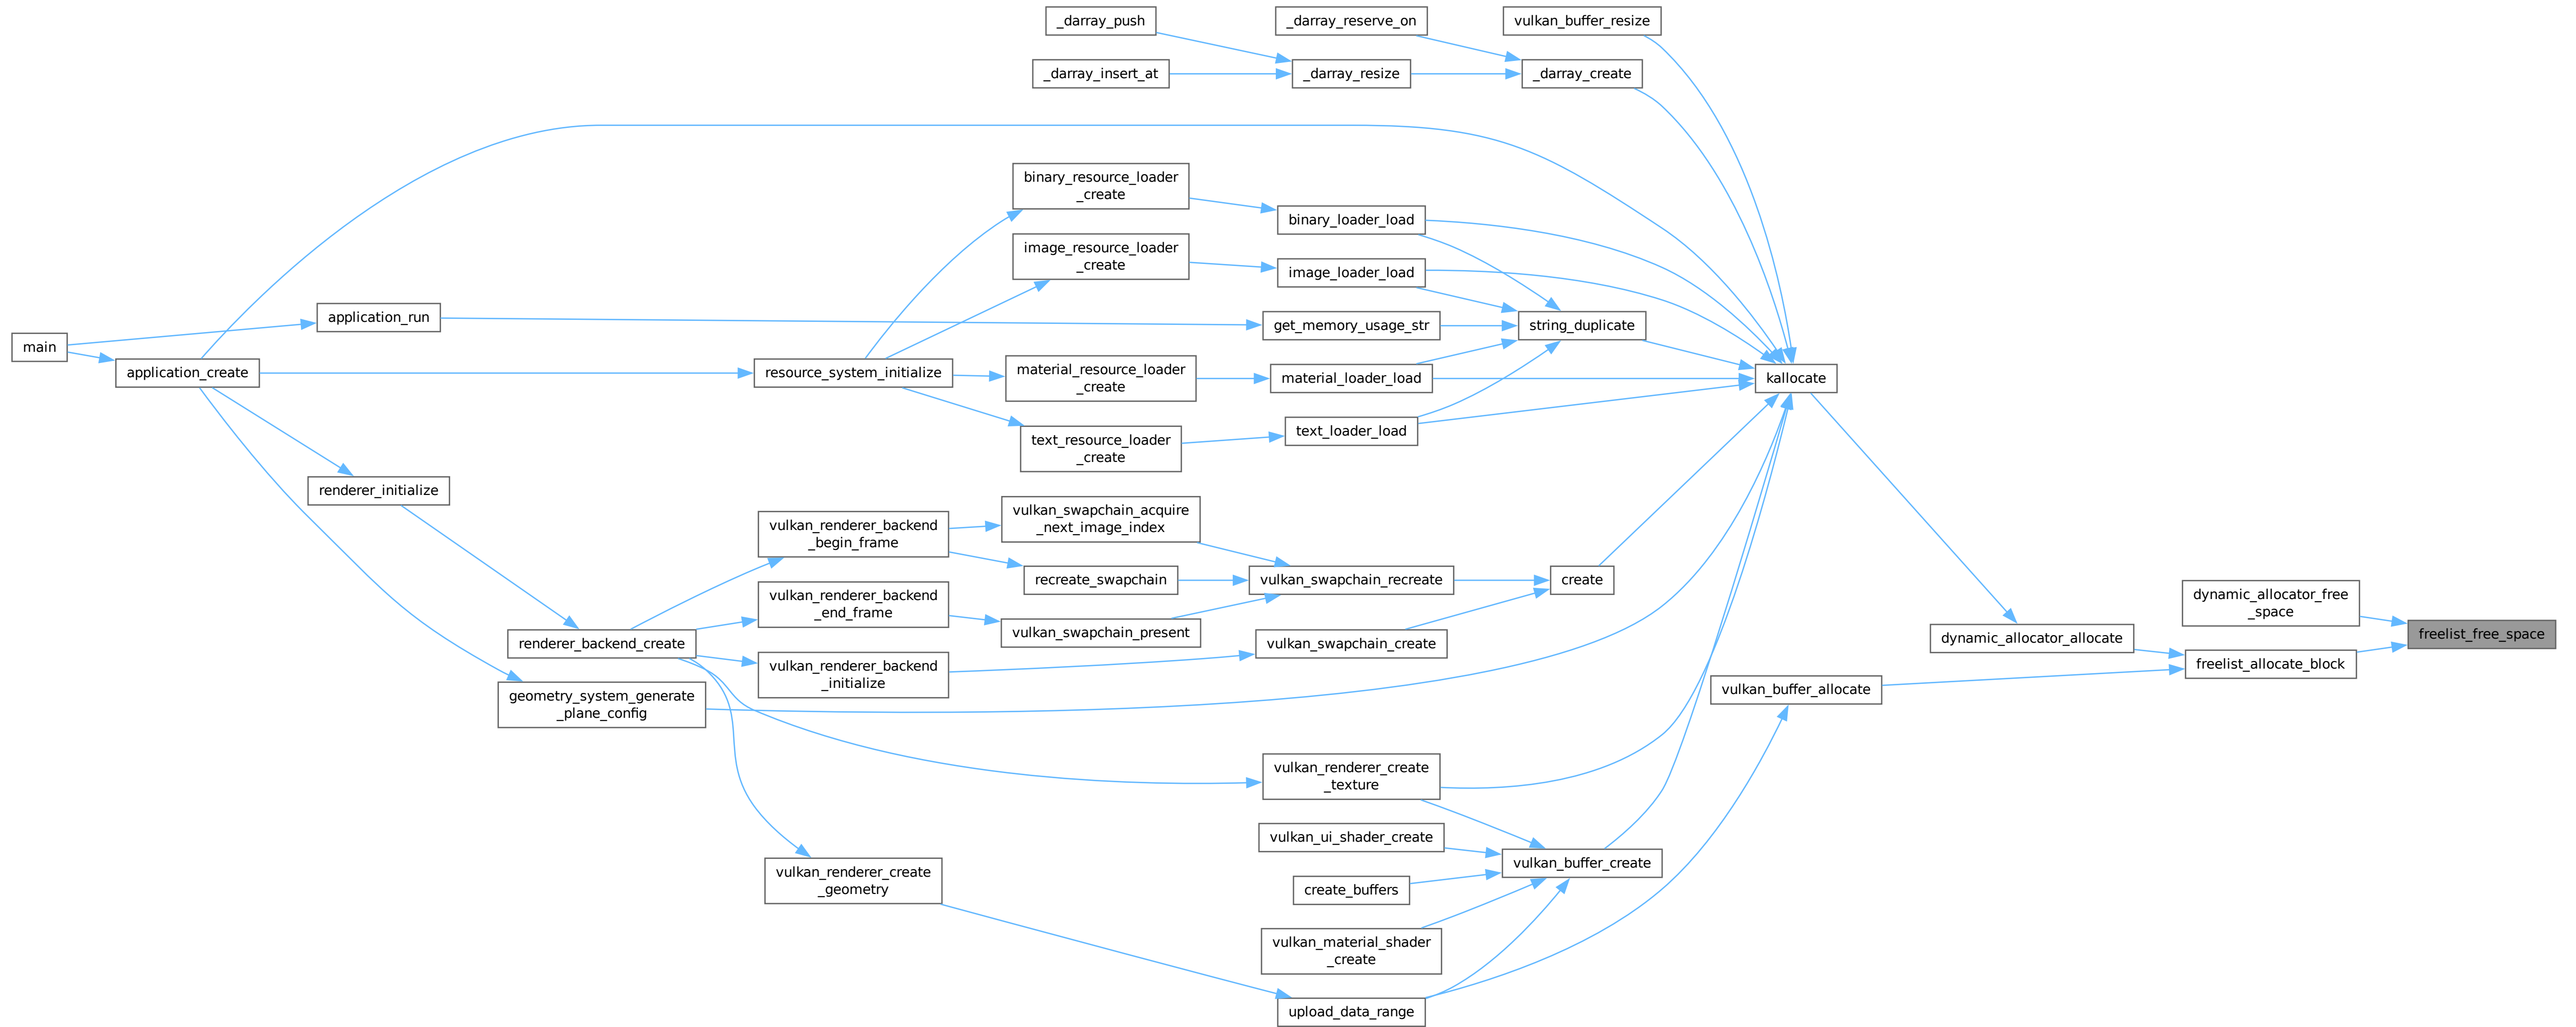 _darray_push
_darray_reserve_on
vulkan_buffer_resize
_darray_insert_at
_darray_resize
_darray_create
binary_resource_loader
_create
binary_loader_load
image_resource_loader
_create
image_loader_load
application_run
get_memory_usage_str
string_duplicate
main
application_create
resource_system_initialize
material_resource_loader
_create
material_loader_load
kallocate
text_resource_loader
_create
text_loader_load
renderer_initialize
vulkan_renderer_backend
_begin_frame
vulkan_swapchain_acquire
_next_image_index
recreate_swapchain
vulkan_swapchain_recreate
create
vulkan_renderer_backend
_end_frame
vulkan_swapchain_present
dynamic_allocator_free
_space
renderer_backend_create
vulkan_swapchain_create
dynamic_allocator_allocate
freelist_free_space
vulkan_renderer_backend
_initialize
freelist_allocate_block
geometry_system_generate
_plane_config
vulkan_buffer_allocate
vulkan_renderer_create
_texture
vulkan_ui_shader_create
vulkan_buffer_create
vulkan_renderer_create
_geometry
create_buffers
vulkan_material_shader
_create
upload_data_range